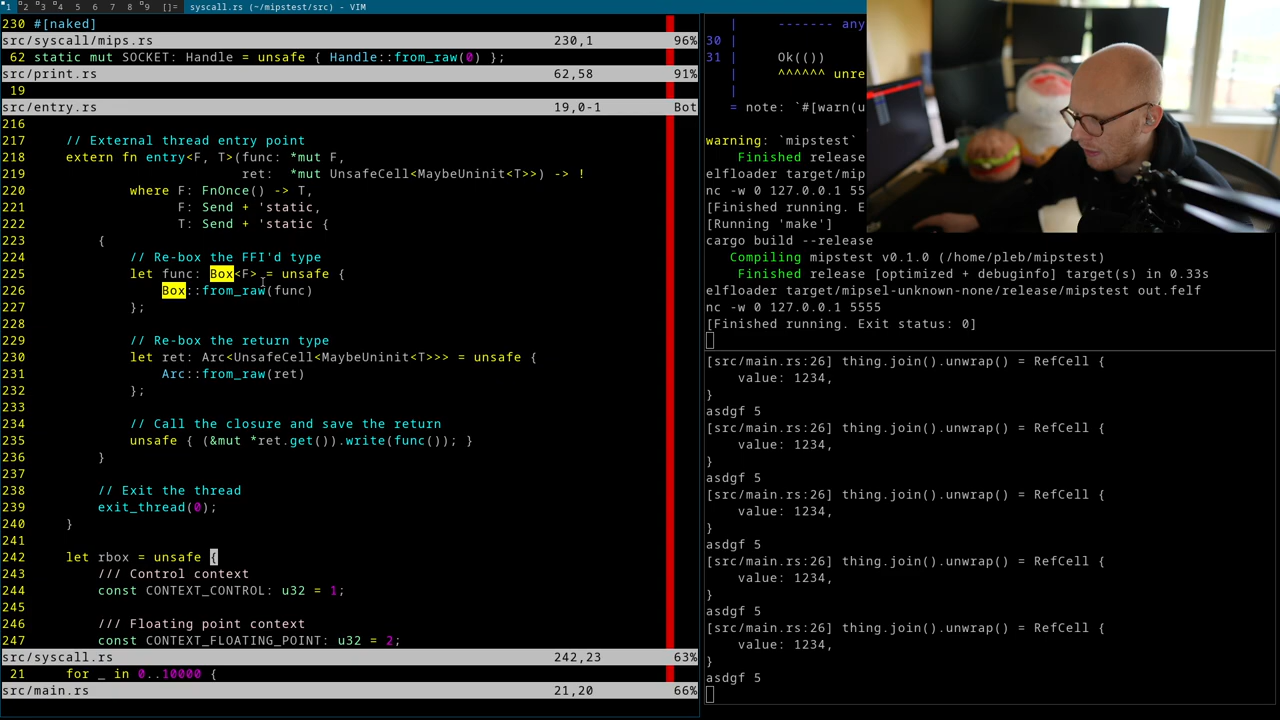 1 2 3 4 5 6 7 8 9 []= syscall.rs (~/mipstest/src) - VIM
230 #[naked]
src/syscall/mips.rs 230,1 96%
62 static mut SOCKET: Handle = unsafe { Handle::from_raw(0) };
src/print.rs 62,58 91%
19
src/entry.rs 19,0-1 Bot
216
217 // External thread entry point
218 extern fn entry<F, T>(func: *mut F,
219 ret: *mut UnsafeCell<MaybeUninit<T>>) -> !
220 where F: FnOnce() -> T,
221 F: Send + 'static,
222 T: Send + 'static {
223 {
224 // Re-box the FFI'd type
225 let func: Box<F> = unsafe {
226 Box::from_raw(func)
227 };
228
229 // Re-box the return type
230 let ret: Arc<UnsafeCell<MaybeUninit<T>>> = unsafe {
231 Arc::from_raw(ret)
232 };
233
234 // Call the closure and save the return
235 unsafe { (&mut *ret.get()).write(func()); }
236 }
237
238 // Exit the thread
239 exit_thread(0);
240 }
241
242 let rbox = unsafe {
243 /// Control context
244 const CONTEXT_CONTROL: u32 = 1;
245
246 /// Floating point context
247 const CONTEXT_FLOATING_POINT: u32 = 2;
src/syscall.rs 242,23 63%
21 for _ in 0..10000 {
src/main.rs 21,20 66%
| ------- any
30 |
31 | Ok(())
| ^^^^^^ unre
|
= note: `#[warn(u
warning: `mipstest`
Finished release
elfloader target/mip
nc -w 0 127.0.0.1 55
[Finished running. E
[Running 'make']
cargo build --release
Compiling mipstest v0.1.0 (/home/pleb/mipstest)
Finished release [optimized + debuginfo] target(s) in 0.33s
elfloader target/mipsel-unknown-none/release/mipstest out.felf
nc -w 0 127.0.0.1 5555
[Finished running. Exit status: 0]
[src/main.rs:26] thing.join().unwrap() = RefCell {
value: 1234,
}
asdgf 5
[src/main.rs:26] thing.join().unwrap() = RefCell {
value: 1234,
}
asdgf 5
[src/main.rs:26] thing.join().unwrap() = RefCell {
value: 1234,
}
asdgf 5
[src/main.rs:26] thing.join().unwrap() = RefCell {
value: 1234,
}
asdgf 5
[src/main.rs:26] thing.join().unwrap() = RefCell {
value: 1234,
}
asdgf 5